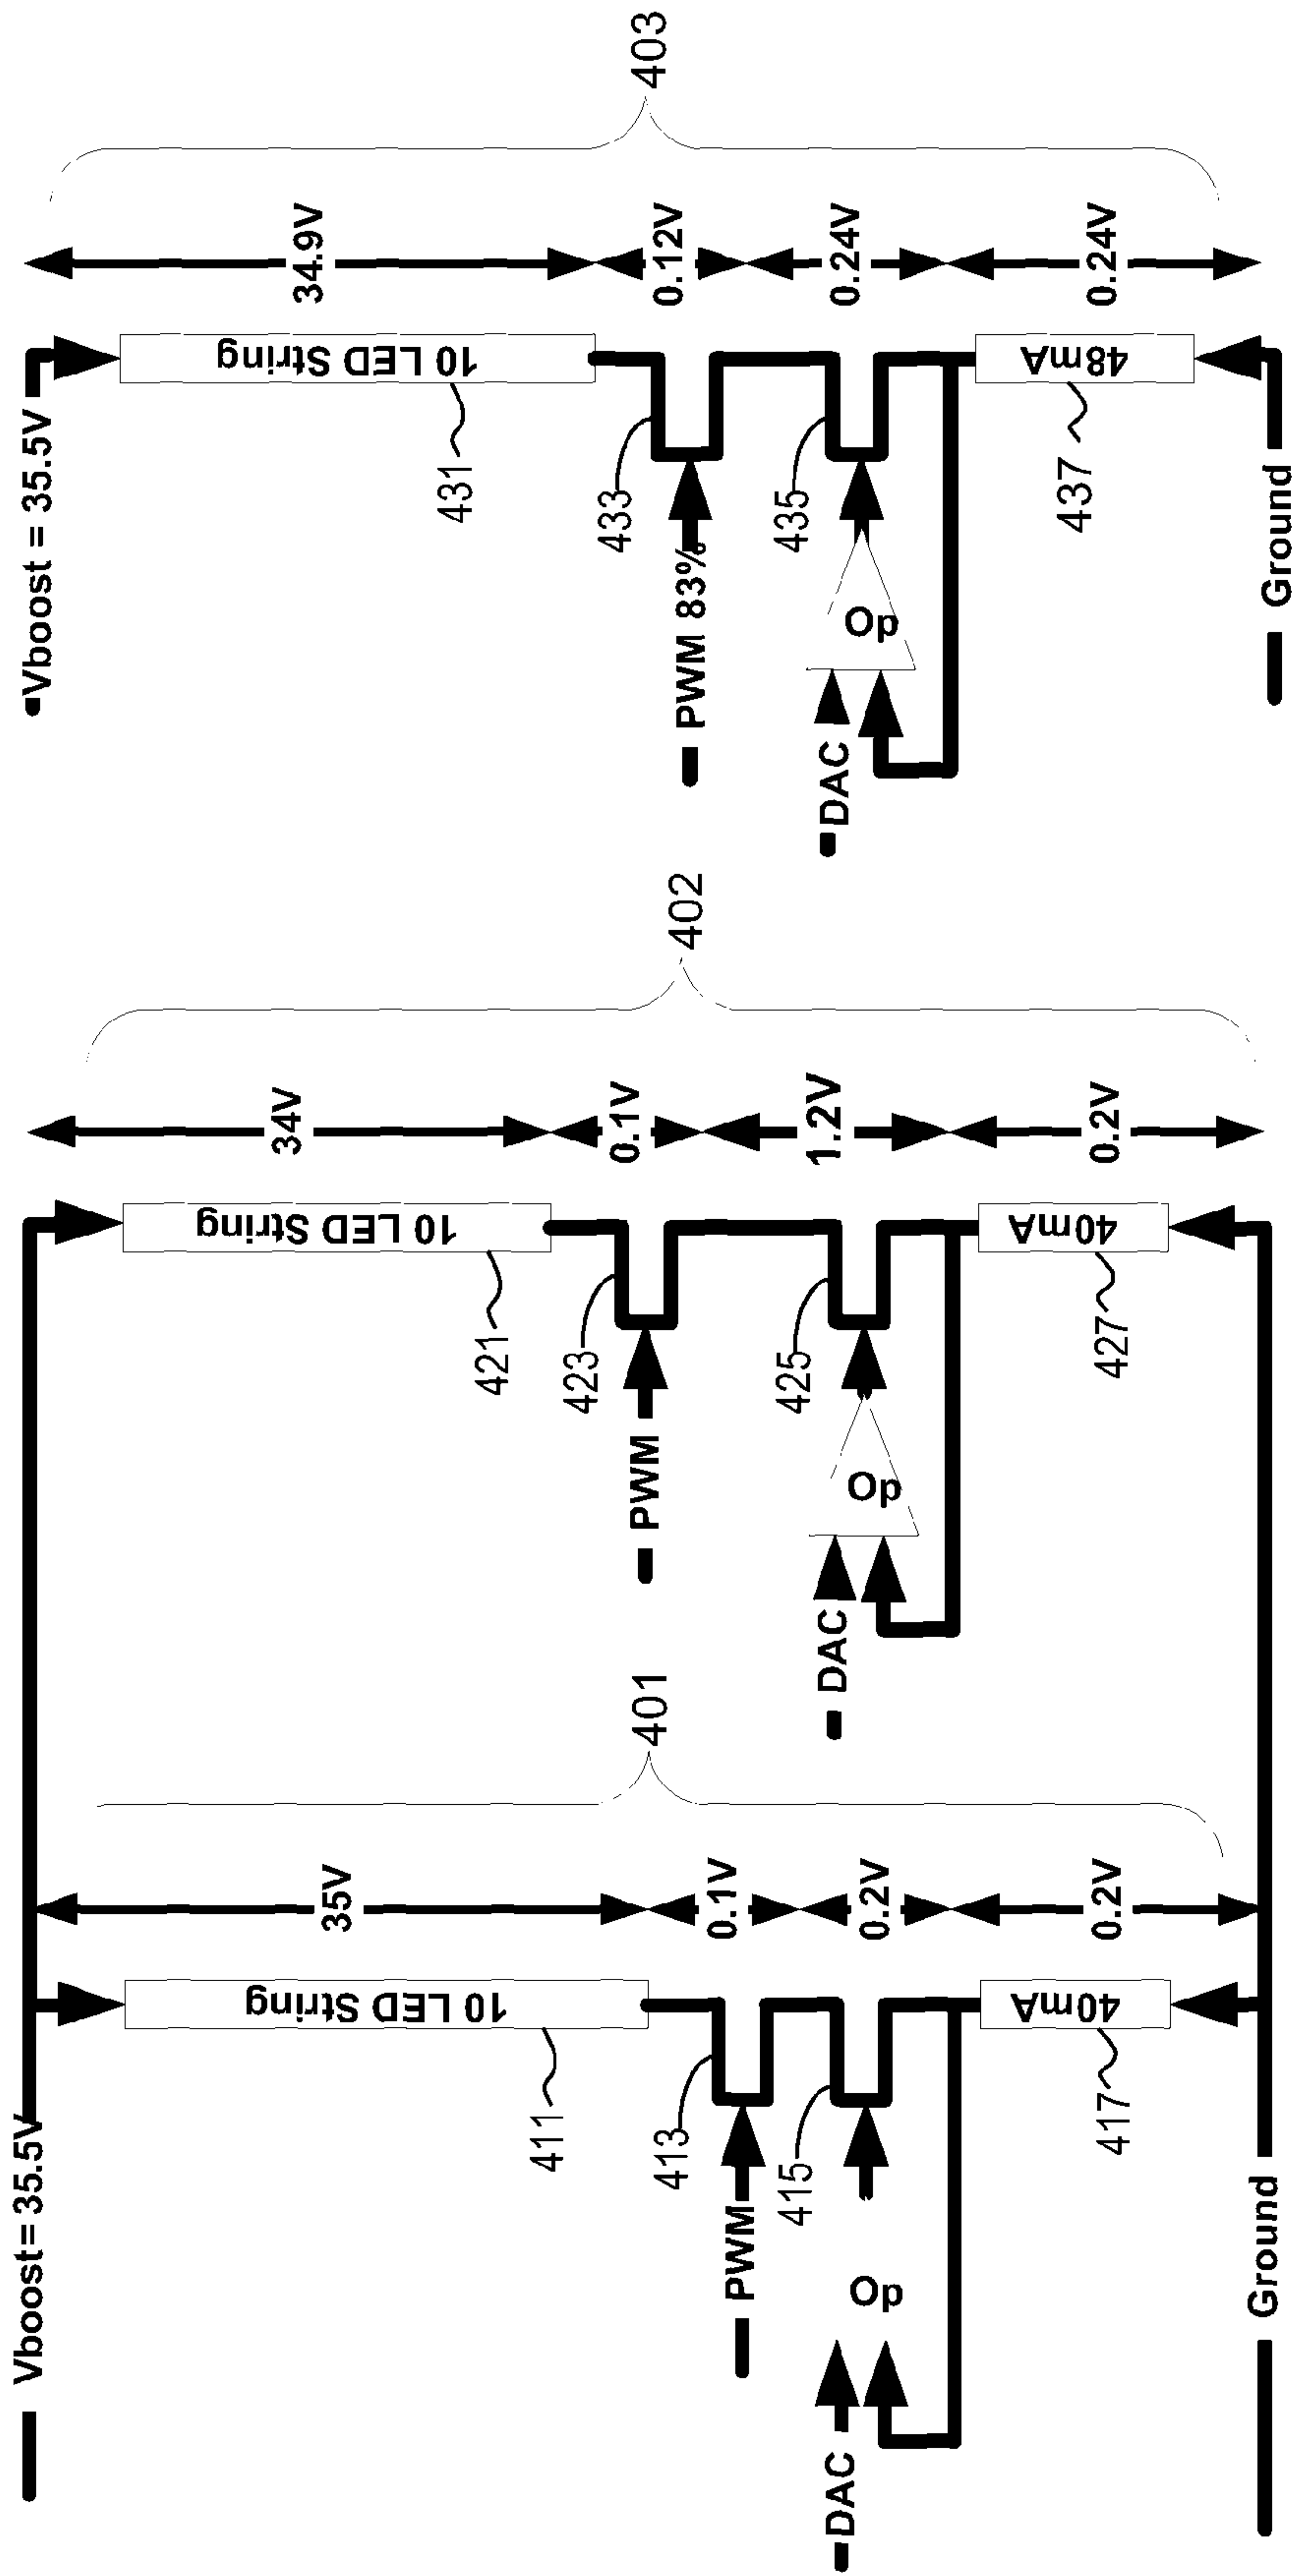 Vboost= 35.5V
35V
0.1V
0.2V
0.2V
10 LED String
40mA
411
413
415
417
PWM
DAC
Op
Ground
401
34V
0.1V
1.2V
0.2V
10 LED String
40mA
421
423
425
427
PWM
DAC
Op
402
Vboost = 35.5V
34.9V
0.12V
0.24V
0.24V
10 LED String
48mA
431
433
435
437
PWM 83%
DAC
Op
Ground
403